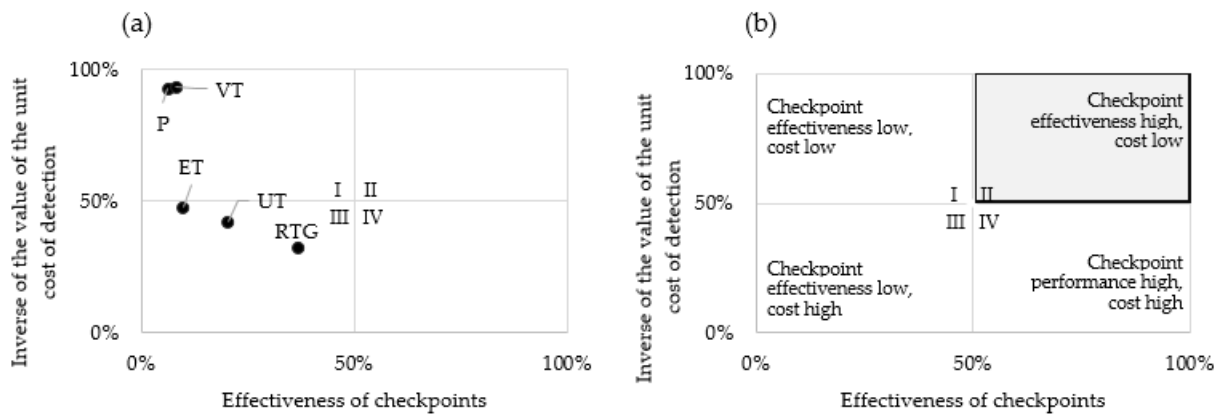 (a)
Inverse of the value of the unit
cost of detection
100%
50%
0%
VT
P
ET
UT
RTG
I II
III IV
0% 50% 100%
Effectiveness of checkpoints
(b)
Inverse of the value of the unit
cost of detection
100%
50%
0%
Checkpoint
effectiveness low,
cost low
Checkpoint
effectiveness high,
cost low
I II
III IV
Checkpoint
effectiveness low,
cost high
Checkpoint
performance high,
cost high
0% 50% 100%
Effectiveness of checkpoints